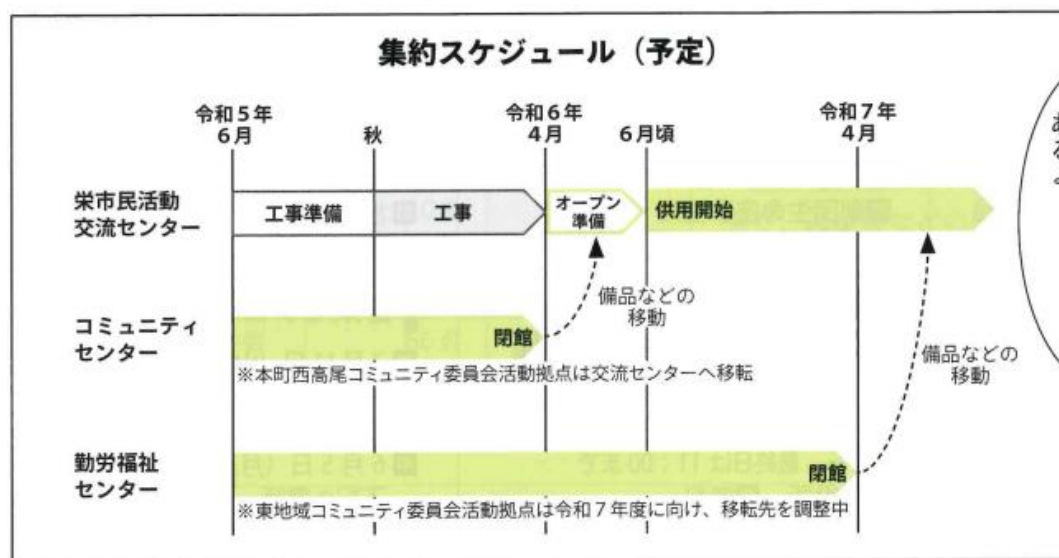 集約スケジュール（予定）
令和５年
６月
秋
令和６年
４月
６月頃
令和７年
４月
栄市民活動
交流センター
工事準備
工事
オープン
準備
供用開始
備品などの
移動
コミュニティ
センター
閉館
※本町西高尾コミュニティ委員会活動拠点は交流センターへ移転
備品などの
移動
勤労福祉
センター
閉館
※東地域コミュニティ委員会活動拠点は令和７年度に向け、移転先を調整中